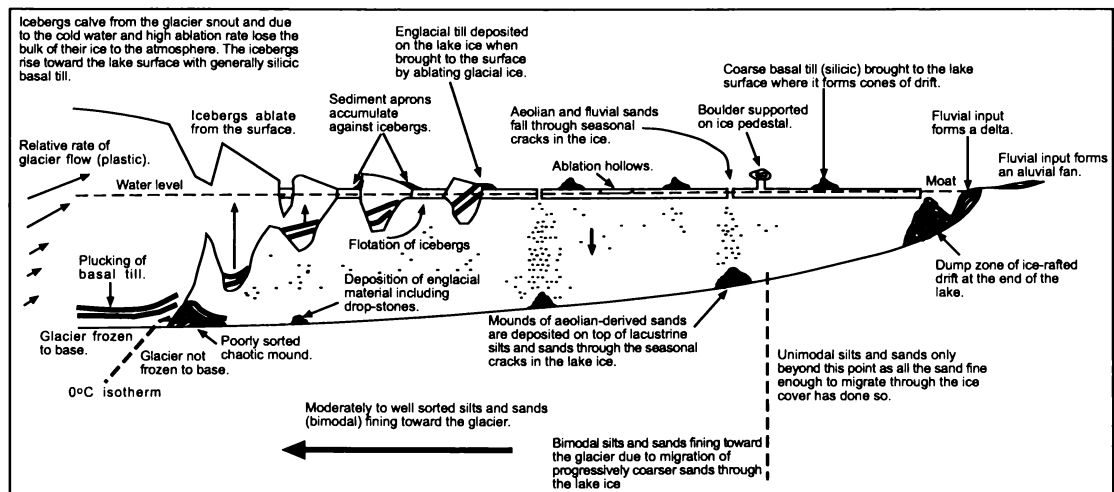 Icebergs calve from the glacier snout and due
to the cold water and high ablation rate lose the
bulk of their ice to the atmosphere. The icebergs
rise toward the lake surface with generally silicic
basal till.
Englacial till deposited
on the lake ice when
brought to the surface
by ablating glacial ice.
Coarse basal till (silicic) brought to the lake
surface where it forms cones of drift.
Icebergs ablate
from the surface.
Sediment aprons
accumulate
against icebergs.
Aeolian and fluvial sands
fall through seasonal
cracks in the ice.
Boulder supported
on ice pedestal.
Fluvial input
forms a delta.
Relative rate of
glacier flow (plastic).
Ablation hollows.
Fluvial input forms
an aluvial fan.
Water level
Moat
Flotation of icebergs
Plucking of
basal till.
Deposition of englacial
material including
drop-stones.
Dump zone of ice-rafted
drift at the end of the
lake.
Glacier frozen
to base.
Poorly sorted
chaotic mound.
Glacier not
frozen to base.
Mounds of aeolian-derived sands
are deposited on top of lacustrine
silts and sands through the seasonal
cracks in the lake ice.
0°C isotherm
Unimodal silts and sands only
beyond this point as all the sand fine
enough to migrate through the ice
cover has done so.
Moderately to well sorted silts and sands
(bimodal) fining toward the glacier.
Bimodal silts and sands fining toward
the glacier due to migration of
progressively coarser sands through
the lake ice